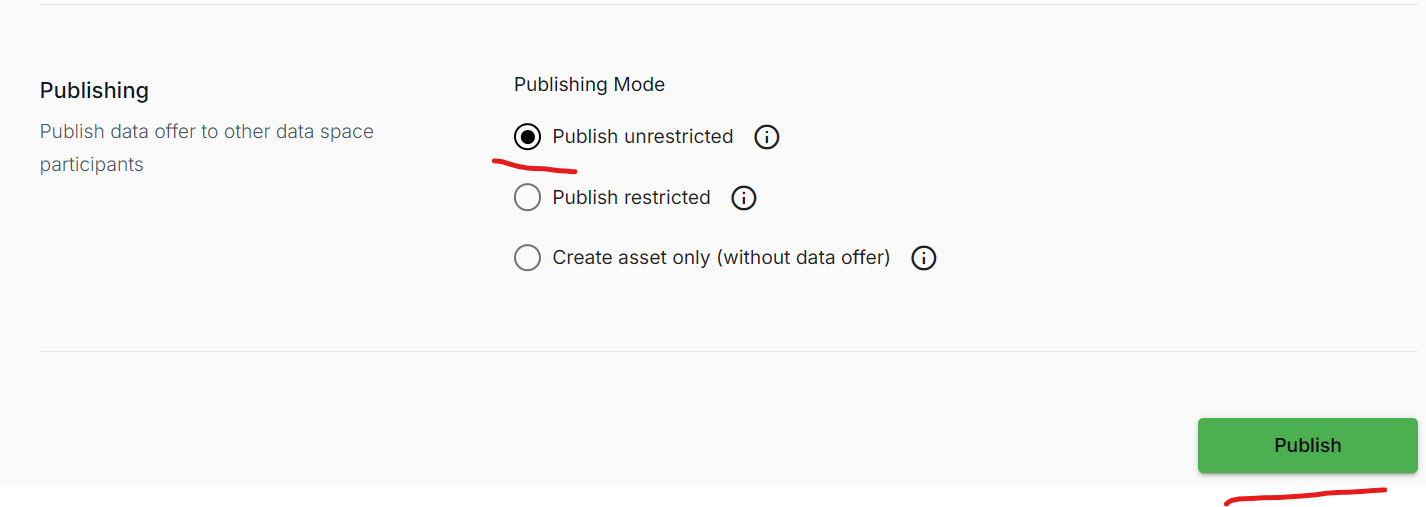 Publishing
Publish data offer to other data space
participants
Publishing Mode
Publish unrestricted
Publish restricted
Create asset only (without data offer)
Publish